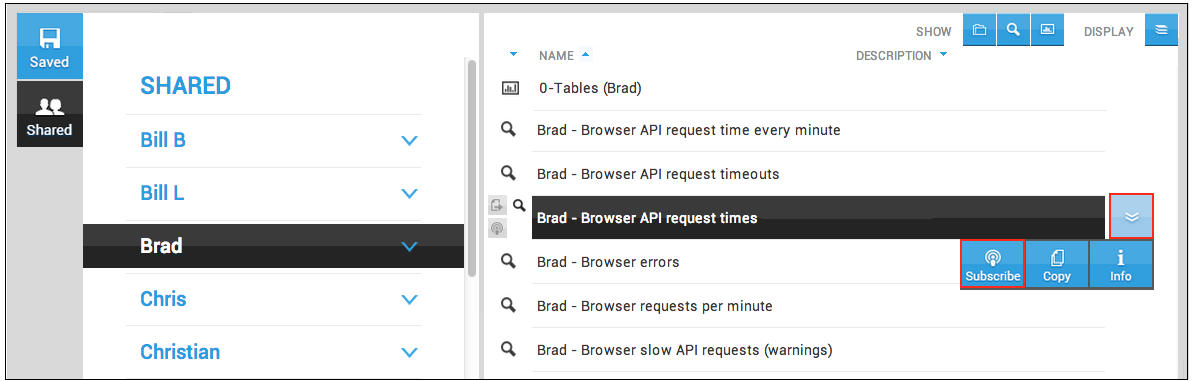 Saved
Shared
SHARED
Bill B
Bill L
Brad
Chris
Christian
SHOW
DISPLAY
NAME
DESCRIPTION
0-Tables (Brad)
Brad - Browser API request time every minute
Brad - Browser API request timeouts
Brad - Browser API request times
Subscribe
Copy
Info
Brad - Browser errors
Brad - Browser requests per minute
Brad - Browser slow API requests (warnings)